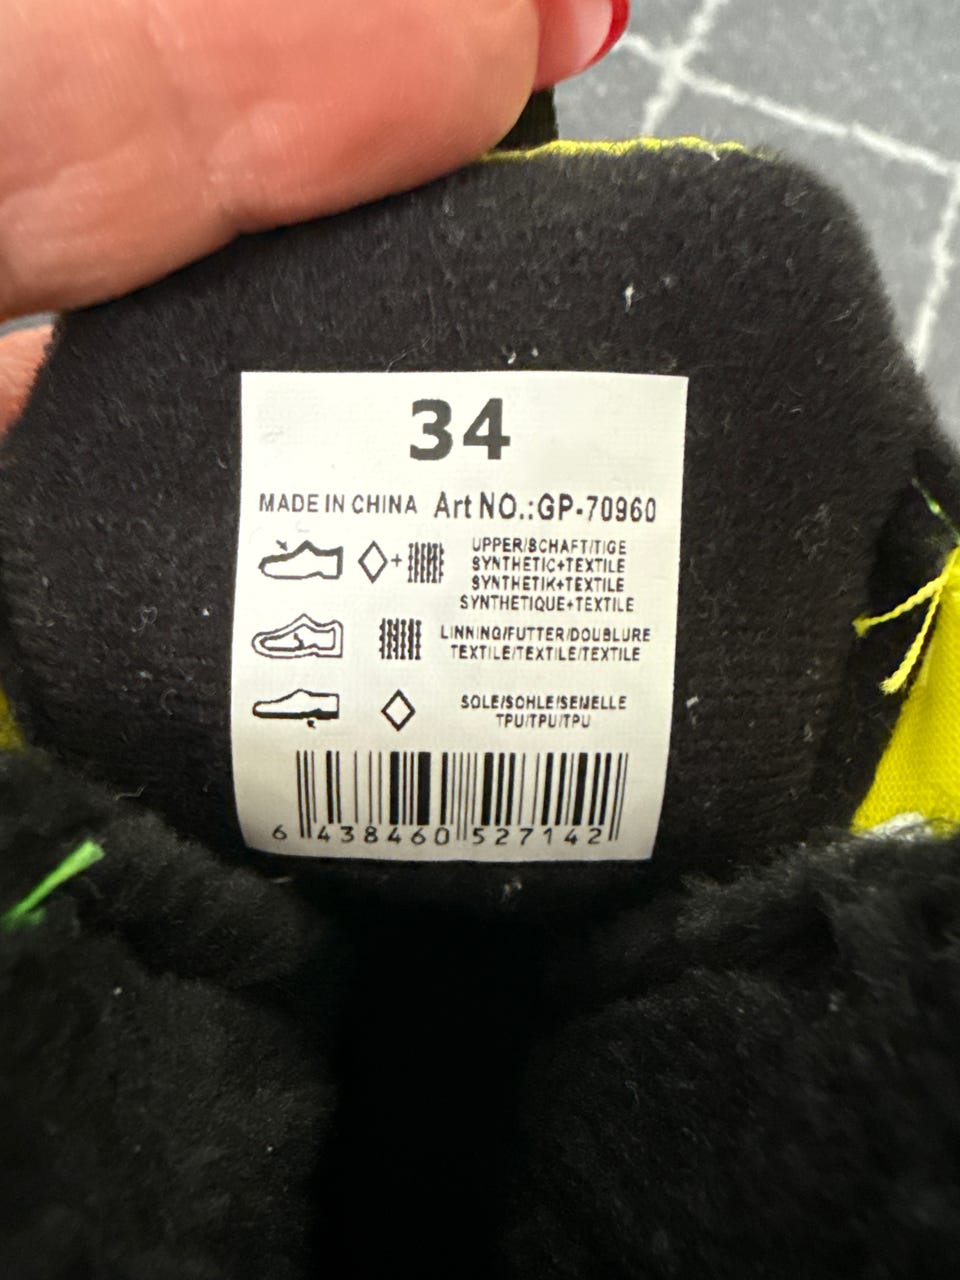 34
MADE IN CHINA Art NO.:GP-70960
UPPER/SCHAFT/TIGE
SYNTHETIC+TEXTILE
SYNTHETIK+TEXTILE
SYNTHETIQUE+TEXTILE
LINNING/FUTTER/DOUBLURE
TEXTILE/TEXTILE/TEXTILE
SOLE/SOHLE/SEMELLE
TPU/TPU/TPU
6 438460 527142